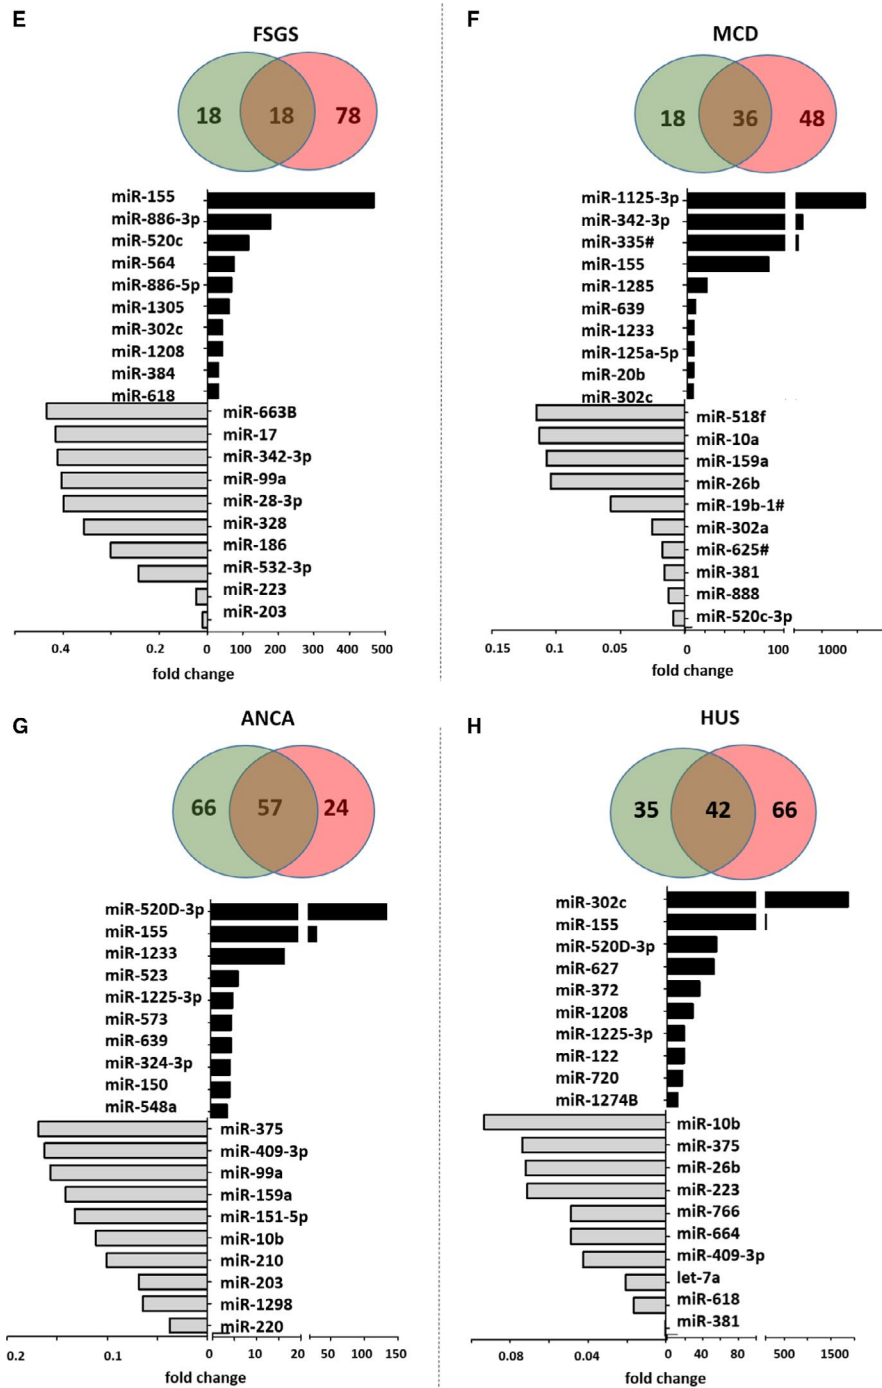 E
FSGS
18 18 78
miR-155
miR-886-3p
miR-520c
miR-564
miR-886-5p
miR-1305
miR-302c
miR-1208
miR-384
miR-618
miR-663B
miR-17
miR-342-3p
miR-99a
miR-28-3p
miR-328
miR-186
miR-532-3p
miR-223
miR-203
0.4 0.2 0 100 200 300 400 500
fold change
F
MCD
18 36 48
miR-1125-3p
miR-342-3p
miR-335#
miR-155
miR-1285
miR-639
miR-1233
miR-125a-5p
miR-20b
miR-302c
miR-518f
miR-10a
miR-159a
miR-26b
miR-19b-1#
miR-302a
miR-625#
miR-381
miR-888
miR-520c-3p
0.15 0.1 0.05 0 100 1000
fold change
G
ANCA
66 57 24
miR-520D-3p
miR-155
miR-1233
miR-523
miR-1225-3p
miR-573
miR-639
miR-324-3p
miR-150
miR-548a
miR-375
miR-409-3p
miR-99a
miR-159a
miR-151-5p
miR-10b
miR-210
miR-203
miR-1298
miR-220
0.2 0.1 0 10 20 50 100 150
fold change
H
HUS
35 42 66
miR-302c
miR-155
miR-520D-3p
miR-627
miR-372
miR-1208
miR-1225-3p
miR-122
miR-720
miR-1274B
miR-10b
miR-375
miR-26b
miR-223
miR-766
miR-664
miR-409-3p
let-7a
miR-618
miR-381
0.08 0.04 0 40 80 500 1500
fold change